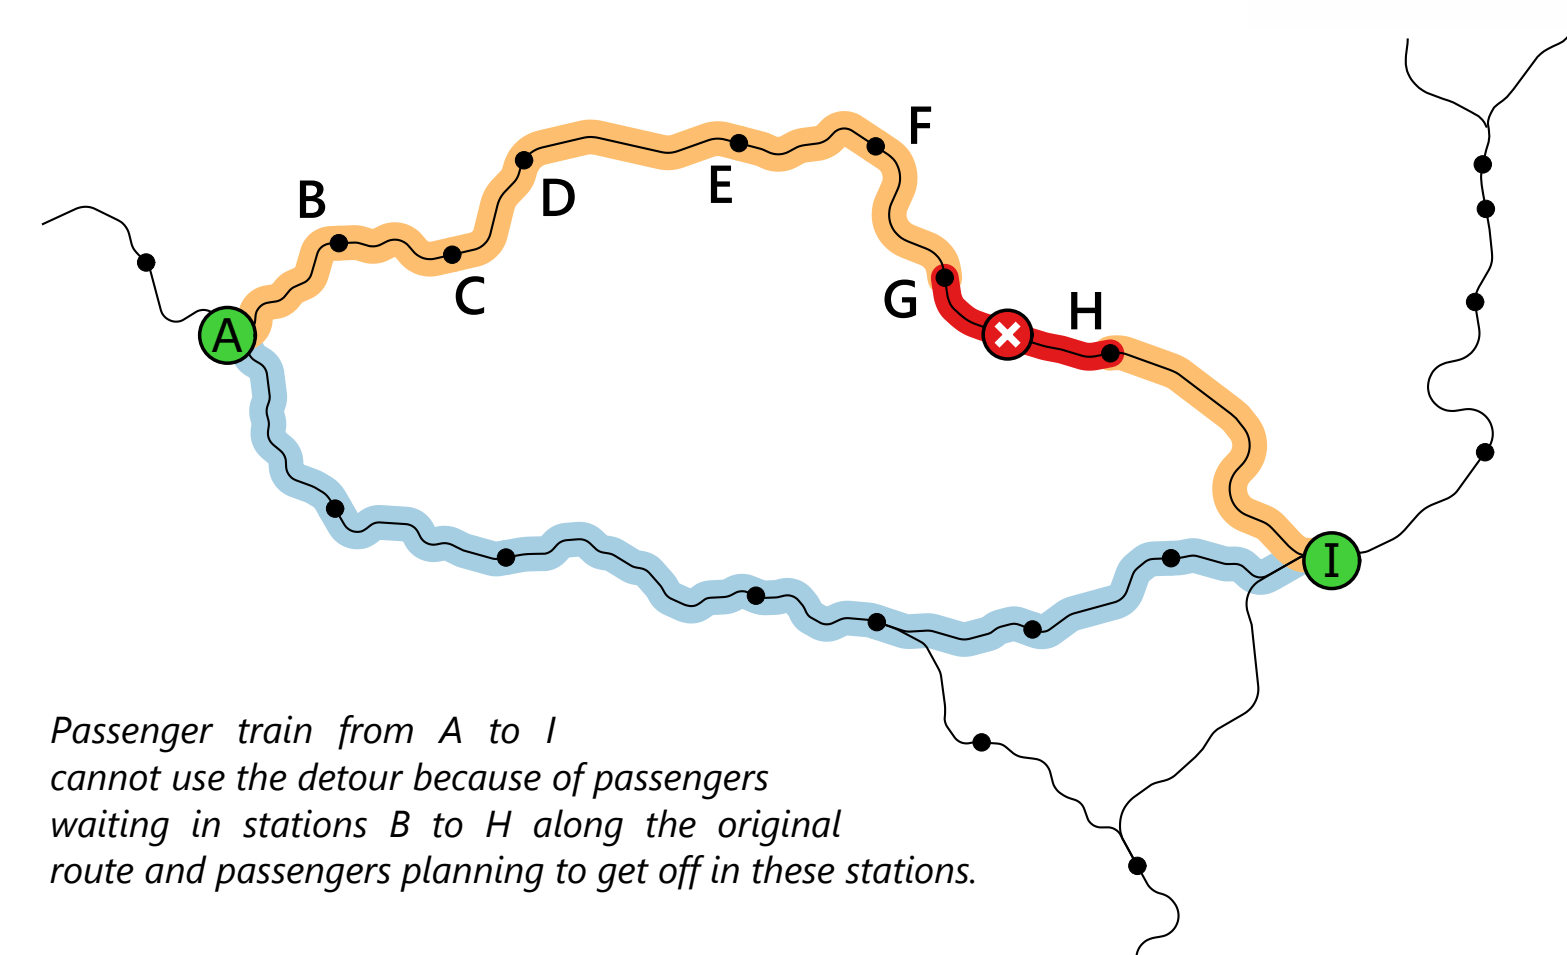 F
E
B
D
C
G
H
A
I
Passenger train from A to I
cannot use the detour because of passengers
waiting in stations B to H along the original
route and passengers planning to get off in these stations.